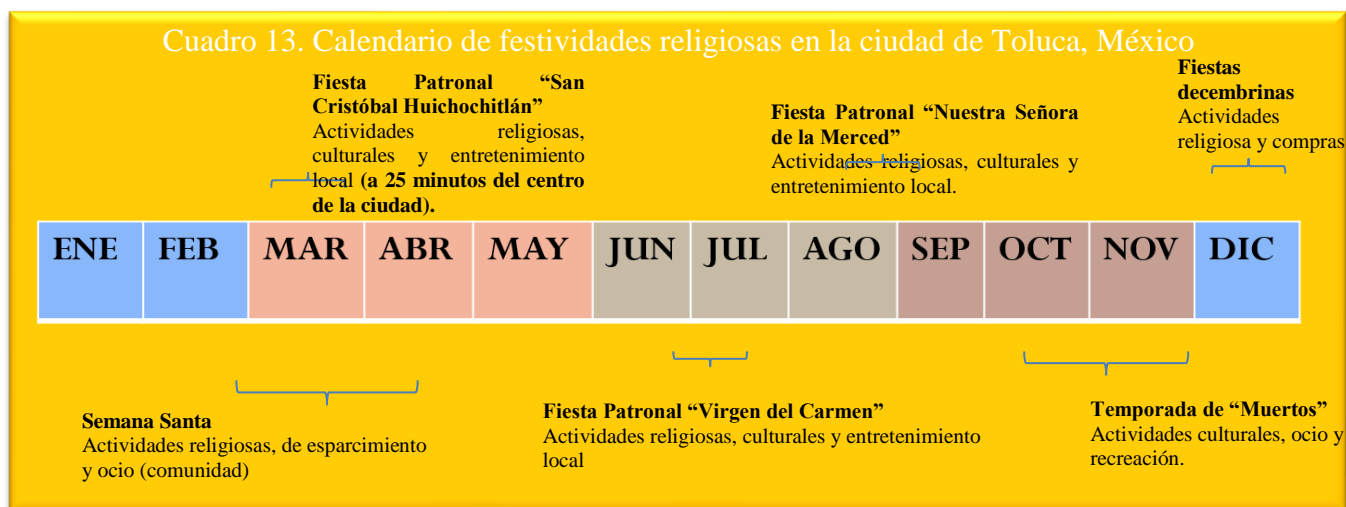 Cuadro 13. Calendario de festividades religiosas en la ciudad de Toluca, México
Fiesta Patronal “San
Cristóbal Huichochitlán”
Actividades religiosas,
culturales y entretenimiento
local (a 25 minutos del centro
de la ciudad).
Fiesta Patronal “Nuestra Señora
de la Merced”
Actividades religiosas, culturales y
entretenimiento local.
Fiestas
decembrinas
Actividades
religiosa y compras
ENE FEB MAR ABR MAY JUN JUL AGO SEP OCT NOV DIC
Semana Santa
Actividades religiosas, de esparcimiento
y ocio (comunidad)
Fiesta Patronal “Virgen del Carmen”
Actividades religiosas, culturales y entretenimiento
local
Temporada de “Muertos”
Actividades culturales, ocio y
recreación.